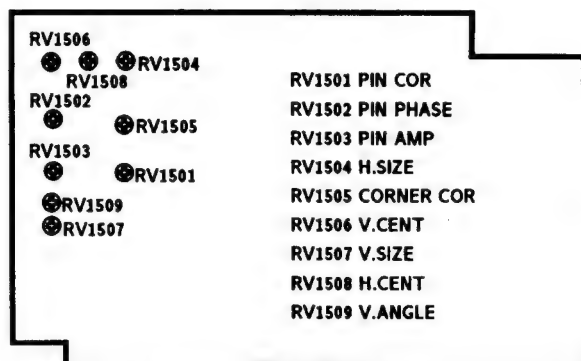 RV1506
RV1504
RV1508
RV1502
RV1505
RV1503
RV1501
RV1509
RV1507
RV1501 PIN COR
RV1502 PIN PHASE
RV1503 PIN AMP
RV1504 H.SIZE
RV1505 CORNER COR
RV1506 V.CENT
RV1507 V.SIZE
RV1508 H.CENT
RV1509 V.ANGLE